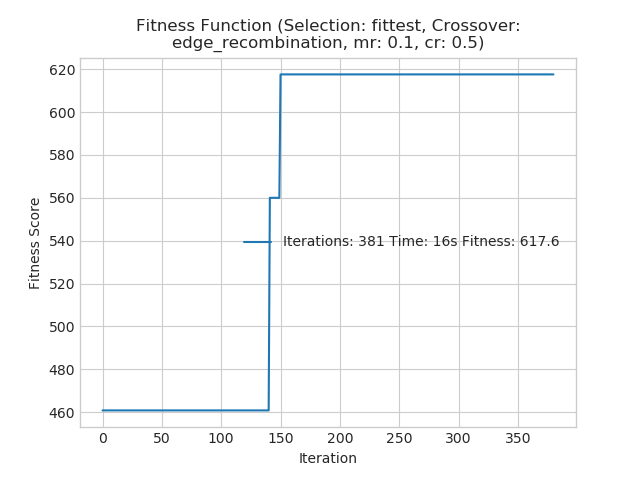 Fitness Function (Selection: fittest, Crossover:
edge_recombination, mr: 0.1, cr: 0.5)
620
600
580
560
540
520
500
480
460
Fitness Score
Iterations: 381 Time: 16s Fitness: 617.6
0 50 100 150 200 250 300 350
Iteration